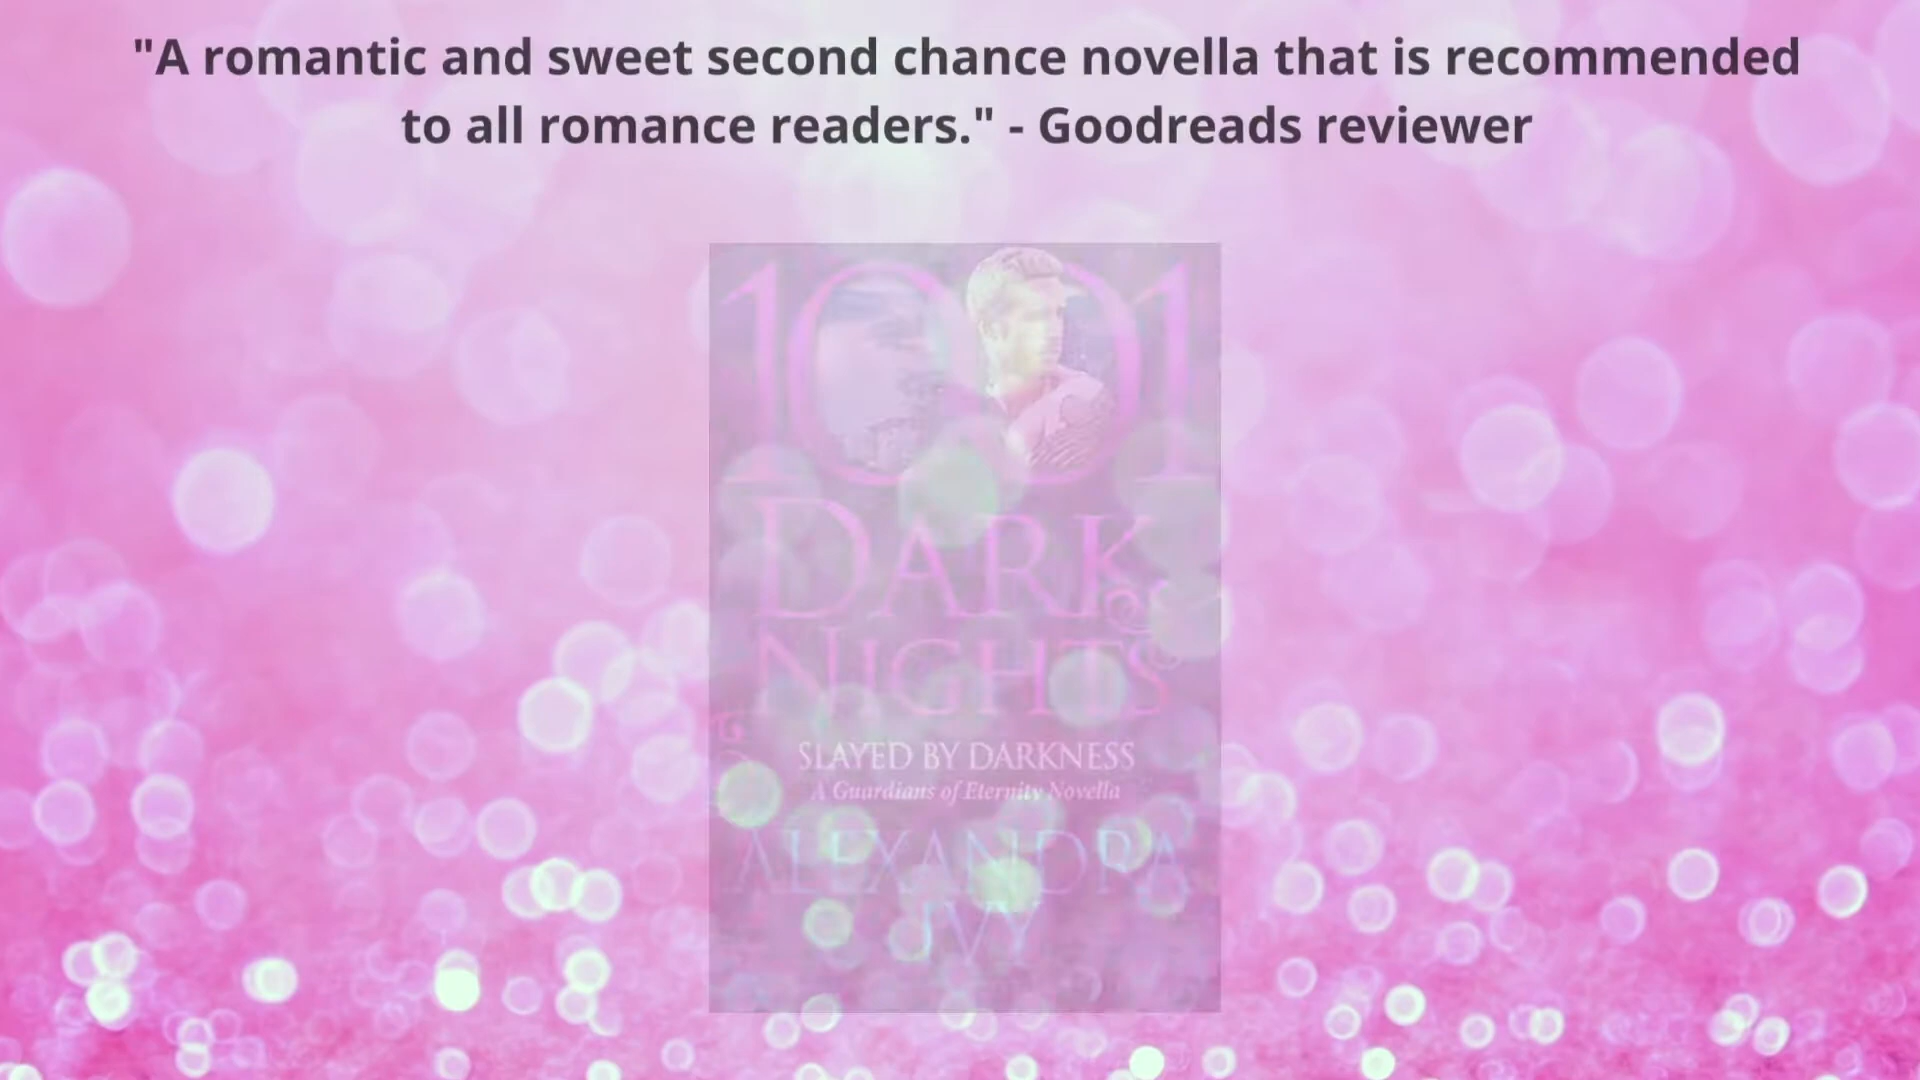 "A romantic and sweet second chance novella that is recommended
to all romance readers." - Goodreads reviewer
1001
DARK
NIGHTS
SLAYED BY DARKNESS
A Guardians of Eternity Novella
ALEXANDRA
IVY